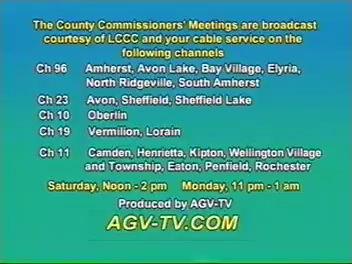 The County Commissioners' Meetings are broadcast
courtesy of LCCC and your cable service on the
following channels
Ch 96 Amherst, Avon Lake, Bay Village, Elyria,
North Ridgeville, South Amherst
Ch 23 Avon, Sheffield, Sheffield Lake
Ch 10 Oberlin
Ch 19 Vermilion, Lorain
Ch 11 Camden, Henrietta, Kipton, Wellington Village
and Township, Eaton, Penfield, Rochester
Saturday, Noon - 2 pm Monday, 11 pm - 1 am
Produced by AGV-TV
AGV-TV.COM